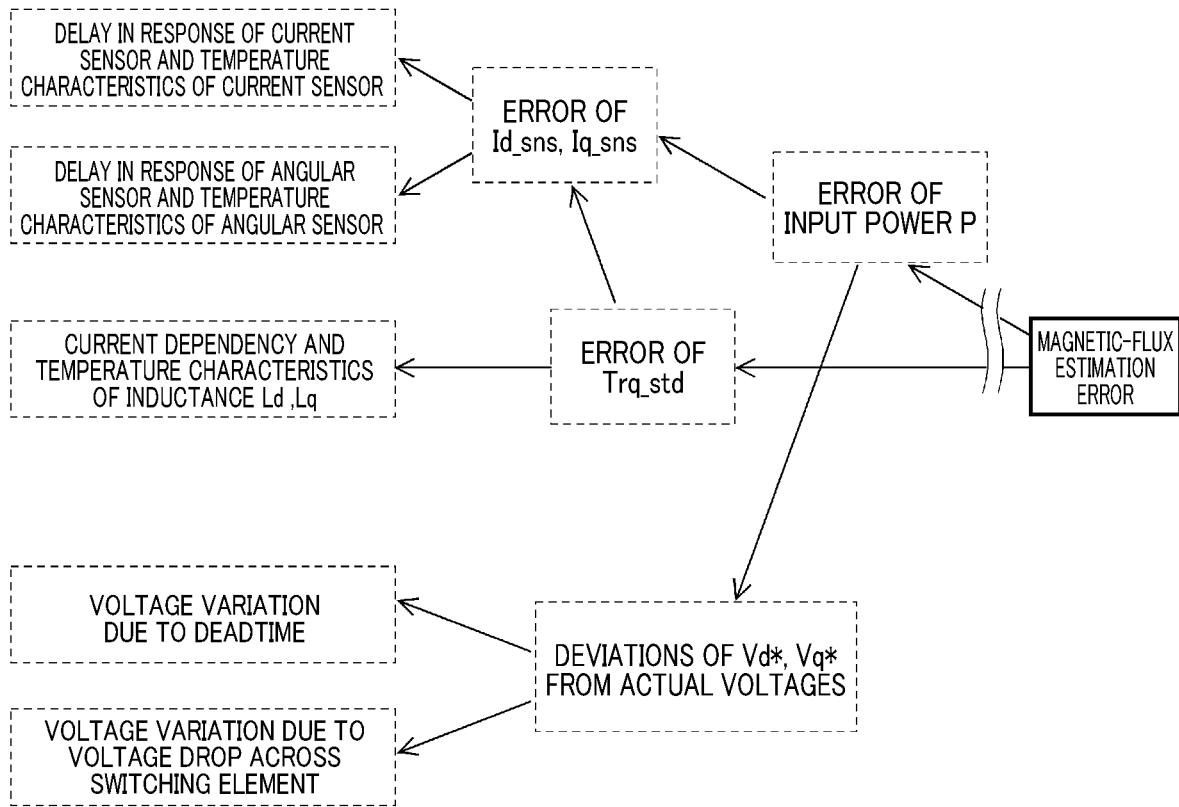 DELAY IN RESPONSE OF CURRENT
SENSOR AND TEMPERATURE
CHARACTERISTICS OF CURRENT SENSOR
DELAY IN RESPONSE OF ANGULAR
SENSOR AND TEMPERATURE
CHARACTERISTICS OF ANGULAR SENSOR
ERROR OF
Id_sns, Iq_sns
ERROR OF
INPUT POWER P
CURRENT DEPENDENCY AND
TEMPERATURE CHARACTERISTICS
OF INDUCTANCE Ld ,Lq
ERROR OF
Trq_std
MAGNETIC-FLUX
ESTIMATION
ERROR
VOLTAGE VARIATION
DUE TO DEADTIME
DEVIATIONS OF Vd*, Vq*
FROM ACTUAL VOLTAGES
VOLTAGE VARIATION DUE TO
VOLTAGE DROP ACROSS
SWITCHING ELEMENT